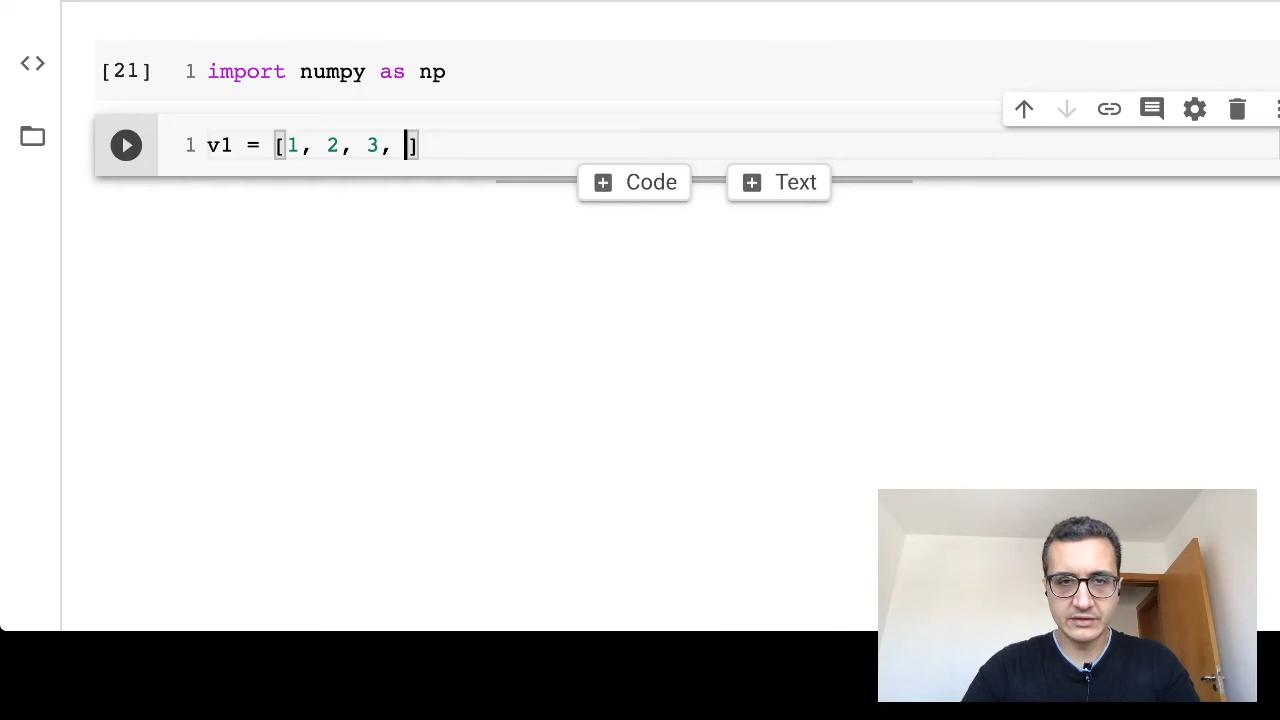 [21] 1 import numpy as np
1 v1 = [1, 2, 3, ]
Code Text